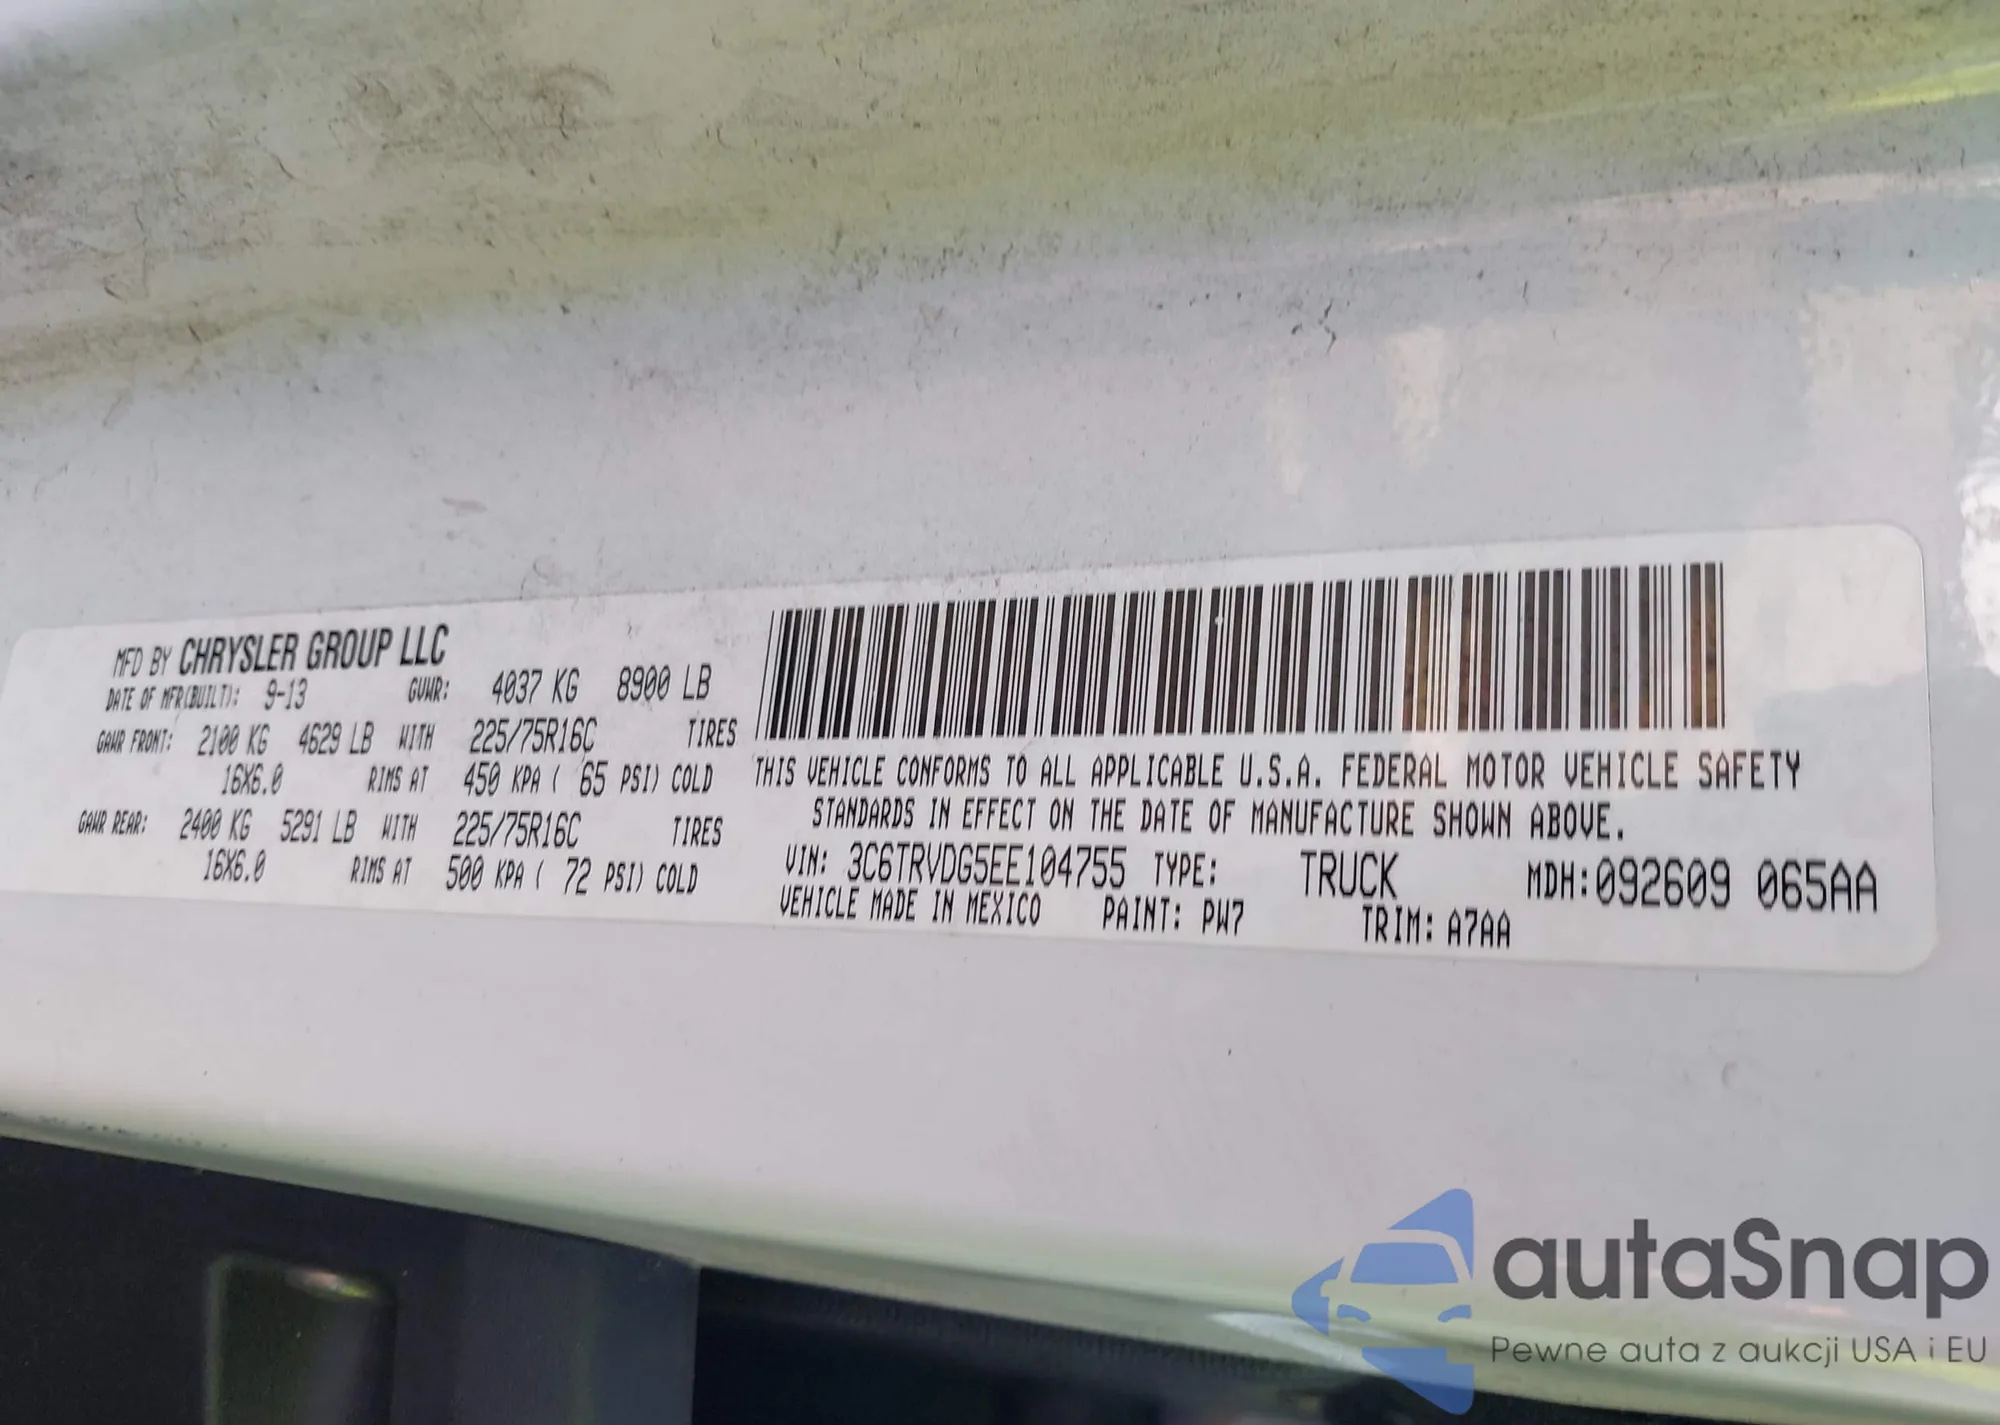 MFD BY CHRYSLER GROUP LLC
DATE OF MFR(BUILT): 9-13 GVWR: 4037 KG 8900 LB
GAWR FRONT: 2100 KG 4629 LB WITH 225/75R16C TIRES
16X6.0 RIMS AT 450 KPA ( 65 PSI) COLD
GAWR REAR: 2400 KG 5291 LB WITH 225/75R16C TIRES
16X6.0 RIMS AT 500 KPA ( 72 PSI) COLD
THIS VEHICLE CONFORMS TO ALL APPLICABLE U.S.A. FEDERAL MOTOR VEHICLE SAFETY
STANDARDS IN EFFECT ON THE DATE OF MANUFACTURE SHOWN ABOVE.
VIN: 3C6TRVDG5EE104755 TYPE: TRUCK MDH:092609 065AA
VEHICLE MADE IN MEXICO PAINT: PW7 TRIM: A7AA
autaSnap
Pewne auta z aukcji USA i EU